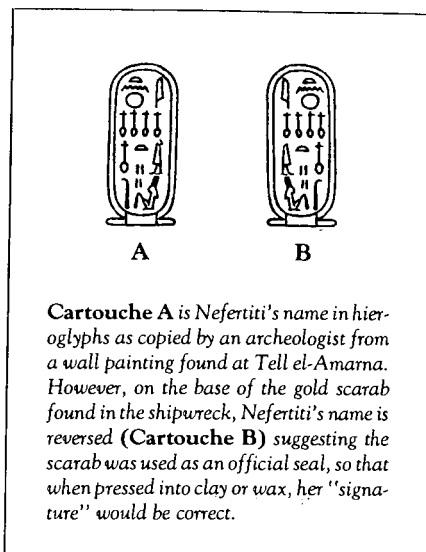 A B
Cartouche A is Nefertiti's name in hier-
oglyphs as copied by an archeologist from
a wall painting found at Tell el-Amarna.
However, on the base of the gold scarab
found in the shipwreck, Nefertiti's name is
reversed (Cartouche B) suggesting the
scarab was used as an official seal, so that
when pressed into clay or wax, her "signa-
ture" would be correct.